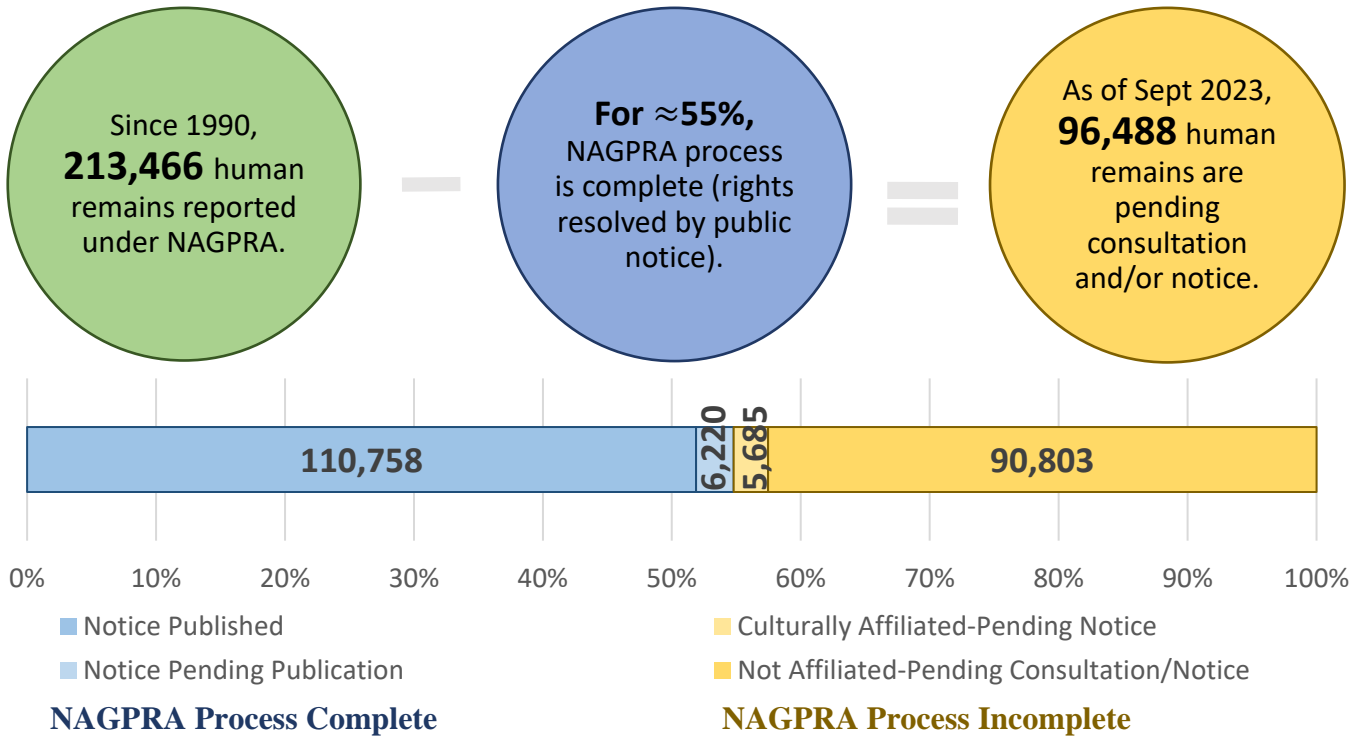 Since 1990,
213,466 human
remains reported
under NAGPRA.
For ≈55%,
NAGPRA process
is complete (rights
resolved by public
notice).
As of Sept 2023,
96,488 human
remains are
pending
consultation
and/or notice.
110,758
6,220
5,685
90,803
0% 10% 20% 30% 40% 50% 60% 70% 80% 90% 100%
Notice Published
Notice Pending Publication
NAGPRA Process Complete
Culturally Affiliated-Pending Notice
Not Affiliated-Pending Consultation/Notice
NAGPRA Process Incomplete